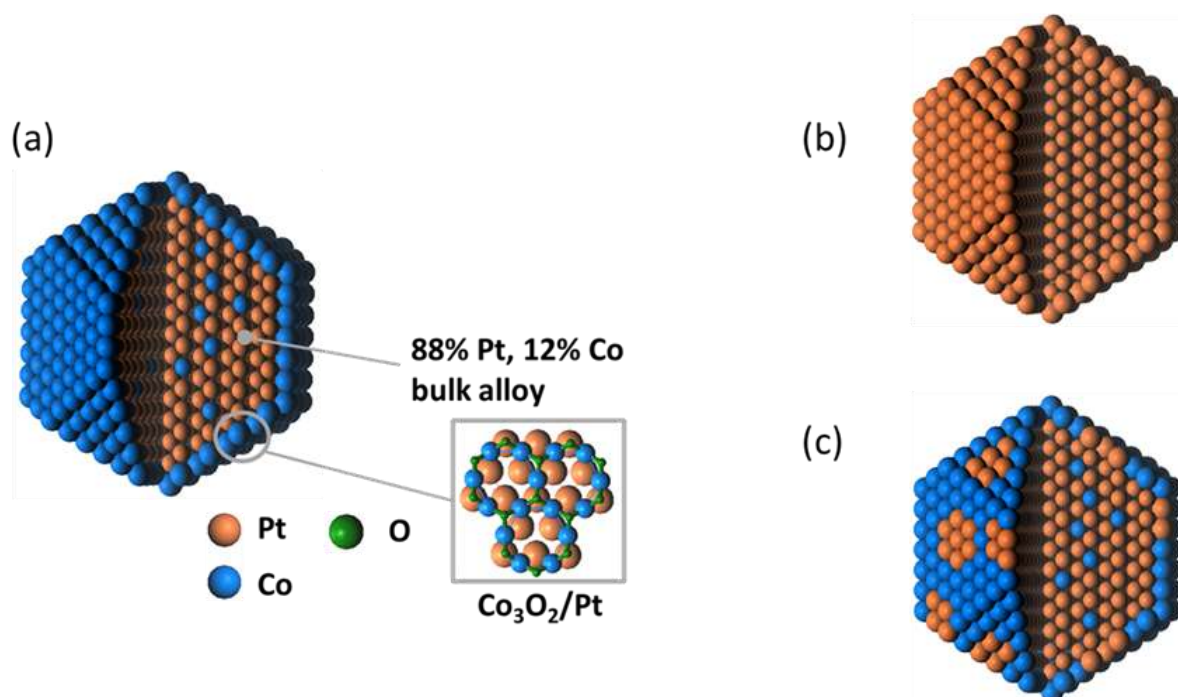 (a)
(b)
88% Pt, 12% Co
bulk alloy
(c)
Pt
O
Co
Co₃O₂/Pt